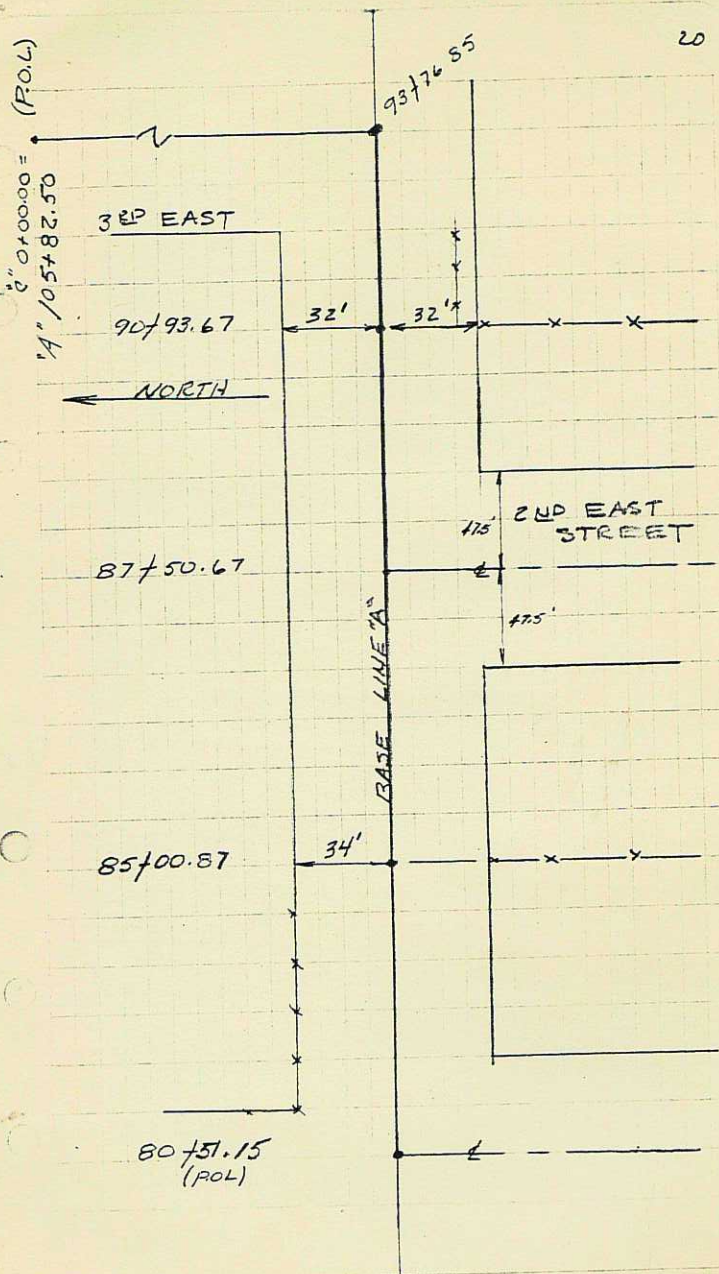 20
(P.O.L)
"C" 0+00.00 =
"A" 105+82.50
93+76 85
3RD EAST
90+93.67
32'
32'
NORTH
2ND EAST
STREET
47.5'
87+50.67
℄
47.5'
BASE LINE "A"
85+00.87
34'
80+51.15
(POL)
℄